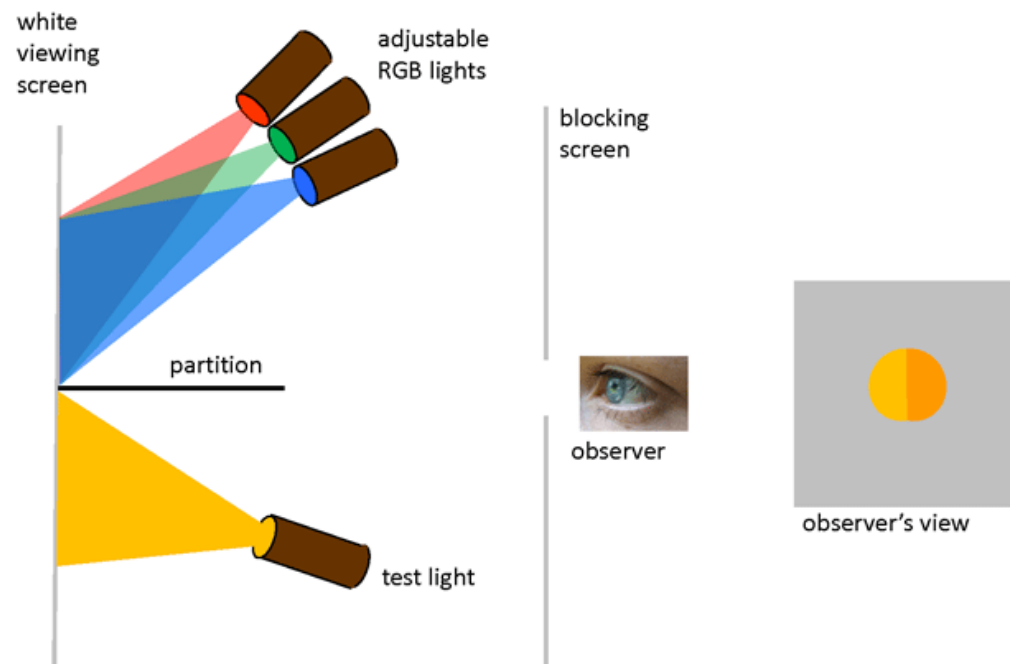 white
viewing
screen
adjustable
RGB lights
blocking
screen
partition
observer
observer's view
test light